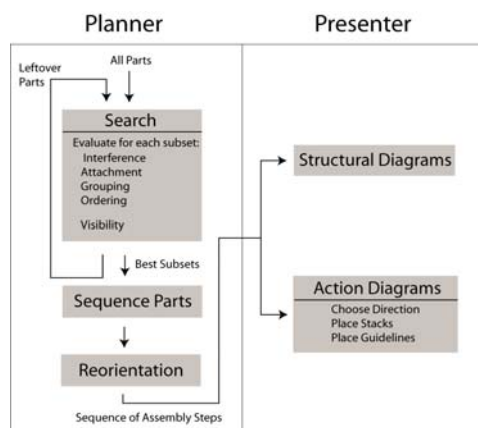 Planner
Presenter
Leftover
Parts
All Parts
Search
Evaluate for each subset:
Interference
Attachment
Grouping
Ordering
Visibility
Best Subsets
Sequence Parts
Reorientation
Sequence of Assembly Steps
Structural Diagrams
Action Diagrams
Choose Direction
Place Stacks
Place Guidelines